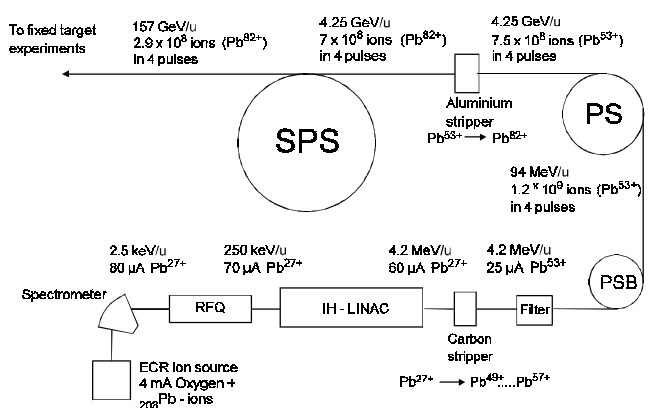 To fixed target
experiments
157 GeV/u
2.9 x 10⁸ ions (Pb⁸²⁺)
in 4 pulses
4.25 GeV/u
7 x 10⁸ ions (Pb⁸²⁺)
in 4 pulses
4.25 GeV/u
7.5 x 10⁸ ions (Pb⁵³⁺)
in 4 pulses
SPS
Aluminium
stripper
Pb⁵³⁺ → Pb⁸²⁺
PS
94 MeV/u
1.2 x 10⁹ ions (Pb⁵³⁺)
in 4 pulses
2.5 keV/u
80 µA Pb²⁷⁺
250 keV/u
70 µA Pb²⁷⁺
4.2 MeV/u
60 µA Pb²⁷⁺
4.2 MeV/u
25 µA Pb⁵³⁺
PSB
Spectrometer
RFQ
IH - LINAC
Filter
Carbon
stripper
Pb²⁷⁺ → Pb⁴⁹⁺.....Pb⁵⁷⁺
ECR Ion source
4 mA Oxygen +
₂₀₈Pb - ions